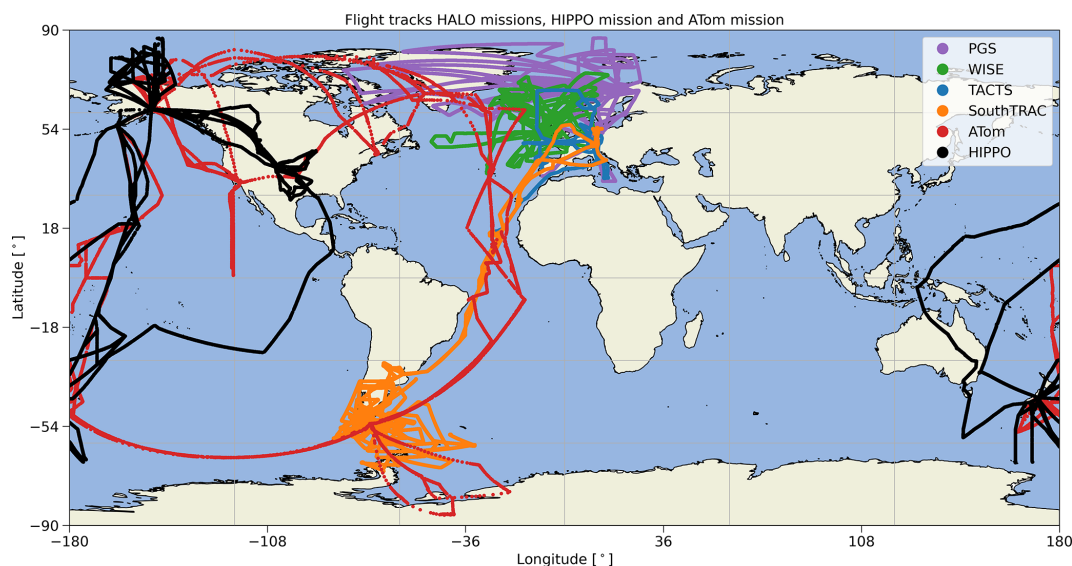 Flight tracks HALO missions, HIPPO mission and ATom mission
90
54
18
−18
−54
−90
Latitude [°]
PGS
WISE
TACTS
SouthTRAC
ATom
HIPPO
−180
−108
−36
36
108
180
Longitude [°]